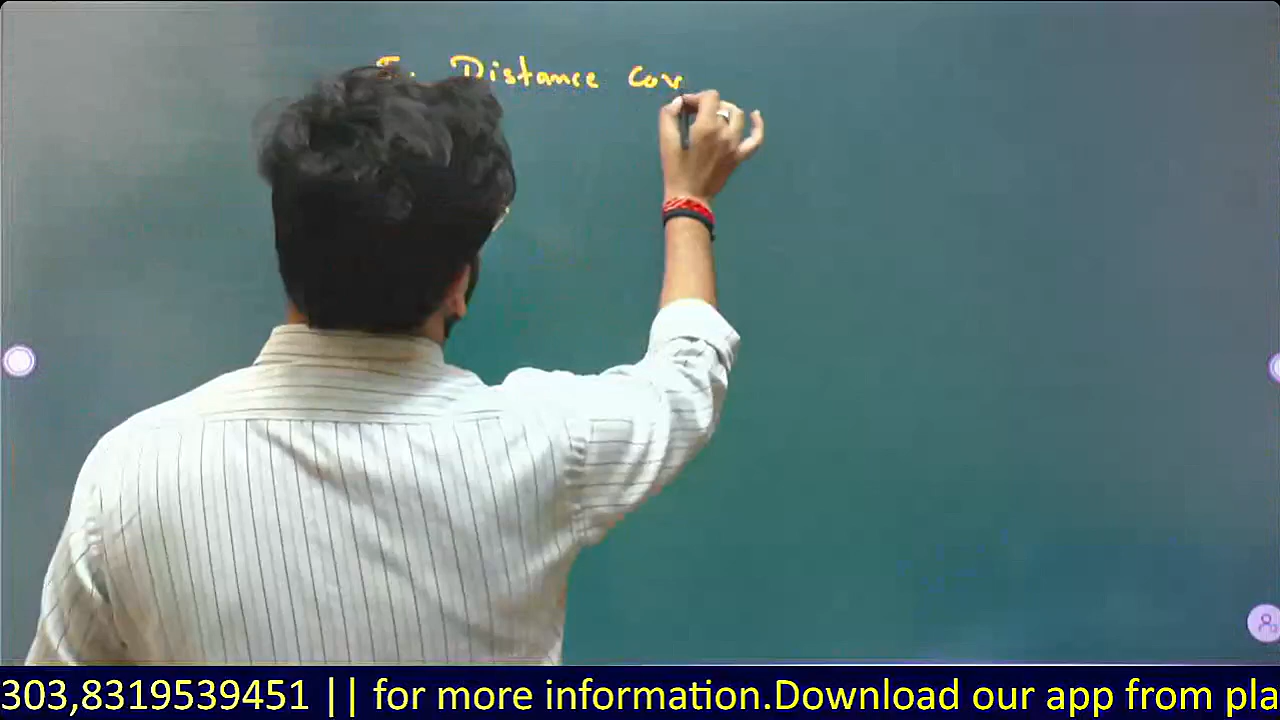 Distance Cov
303,8319539451 || for more information.Download our app from pla